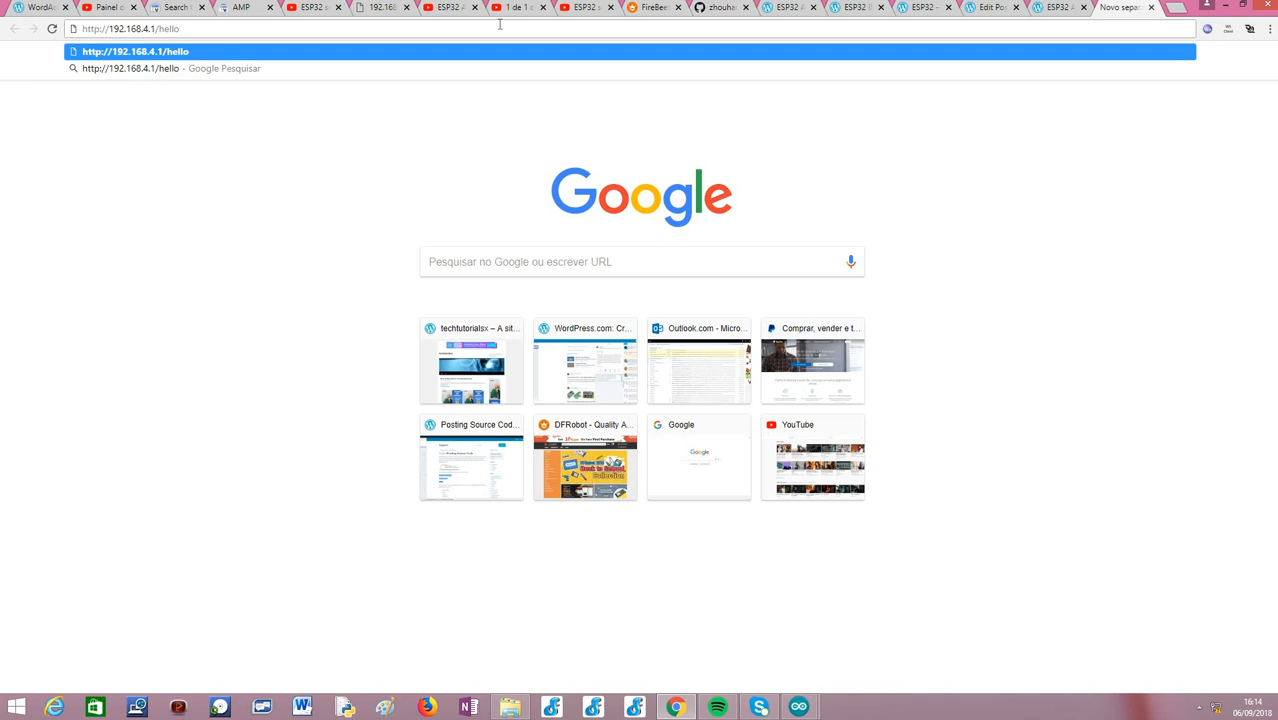 WordAc Painel c Search C AMP ESP32 s 192.168 ESP32 A 1 de 1 c ESP32 s FireBee zhouha ESP32 A ESP32 E ESP32 – Edit Pos ESP32 A Novo sepa
http://192.168.4.1/hello
http://192.168.4.1/hello
http://192.168.4.1/hello - Google Pesquisar
Google
Pesquisar no Google ou escrever URL
techtutorialsx – A sit... WordPress.com: Cr... Outlook.com - Micro... Comprar, vender e t...
Posting Source Cod... DFRobot - Quality A... Google YouTube
16:14
06/09/2018